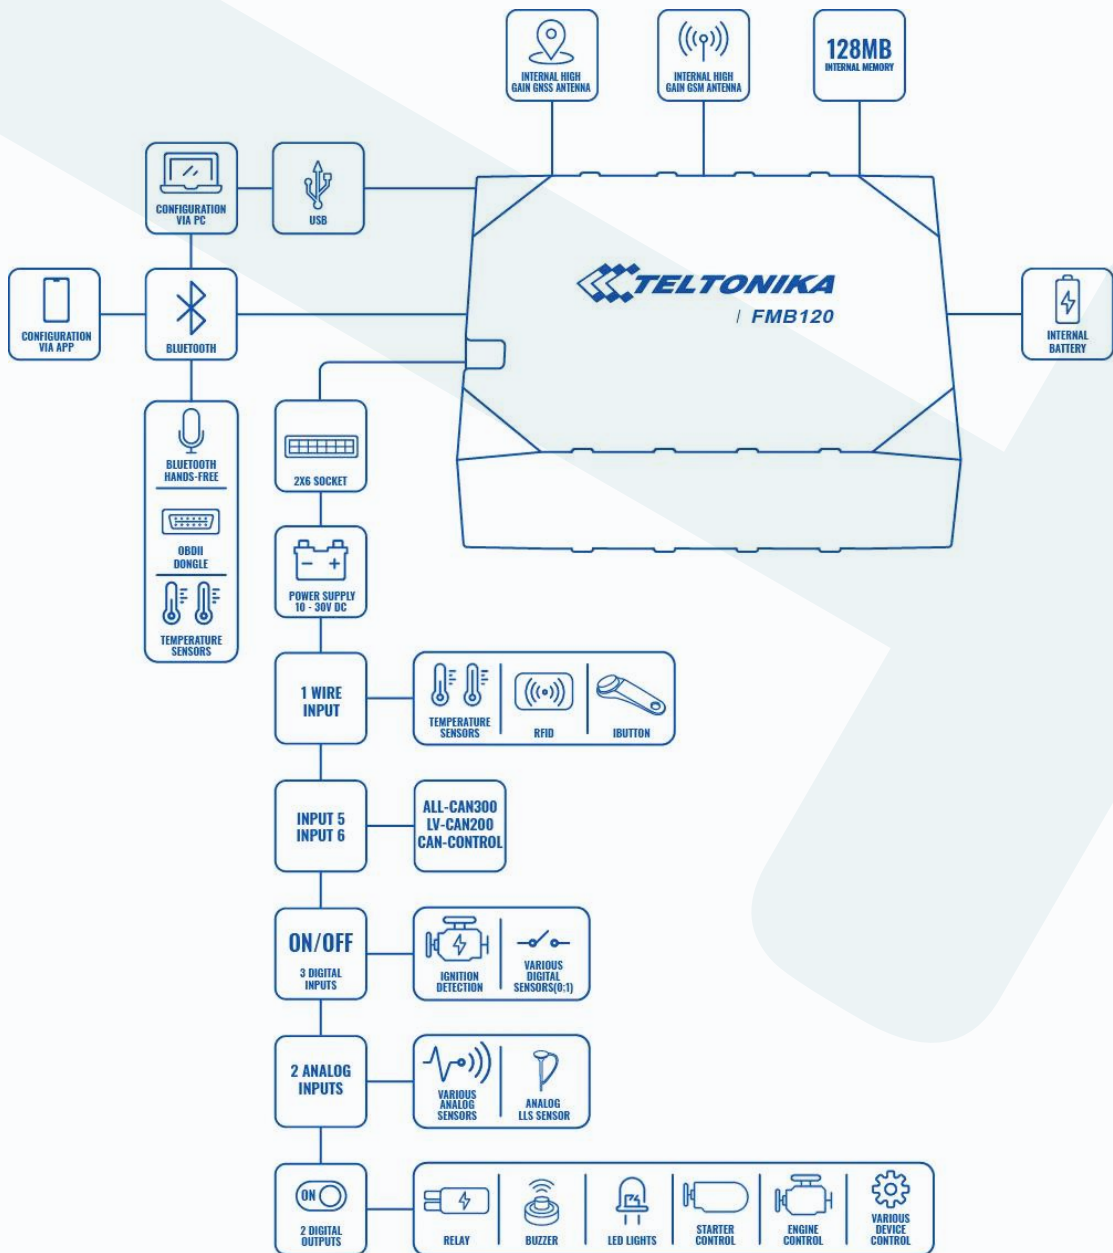 INTERNAL HIGH
GAIN GNSS ANTENNA
INTERNAL HIGH
GAIN GSM ANTENNA
128MB
INTERNAL MEMORY
CONFIGURATION
VIA PC
USB
CONFIGURATION
VIA APP
BLUETOOTH
TELTONIKA
/ FMB120
INTERNAL
BATTERY
BLUETOOTH
HANDS-FREE
OBDII
DONGLE
TEMPERATURE
SENSORS
2X6 SOCKET
POWER SUPPLY
10 - 30V DC
1 WIRE
INPUT
TEMPERATURE
SENSORS
RFID
IBUTTON
INPUT 5
INPUT 6
ALL-CAN300
LV-CAN200
CAN-CONTROL
ON/OFF
3 DIGITAL
INPUTS
IGNITION
DETECTION
VARIOUS
DIGITAL
SENSORS(0;1)
2 ANALOG
INPUTS
VARIOUS
ANALOG
SENSORS
ANALOG
LLS SENSOR
ON
2 DIGITAL
OUTPUTS
RELAY
BUZZER
LED LIGHTS
STARTER
CONTROL
ENGINE
CONTROL
VARIOUS
DEVICE
CONTROL